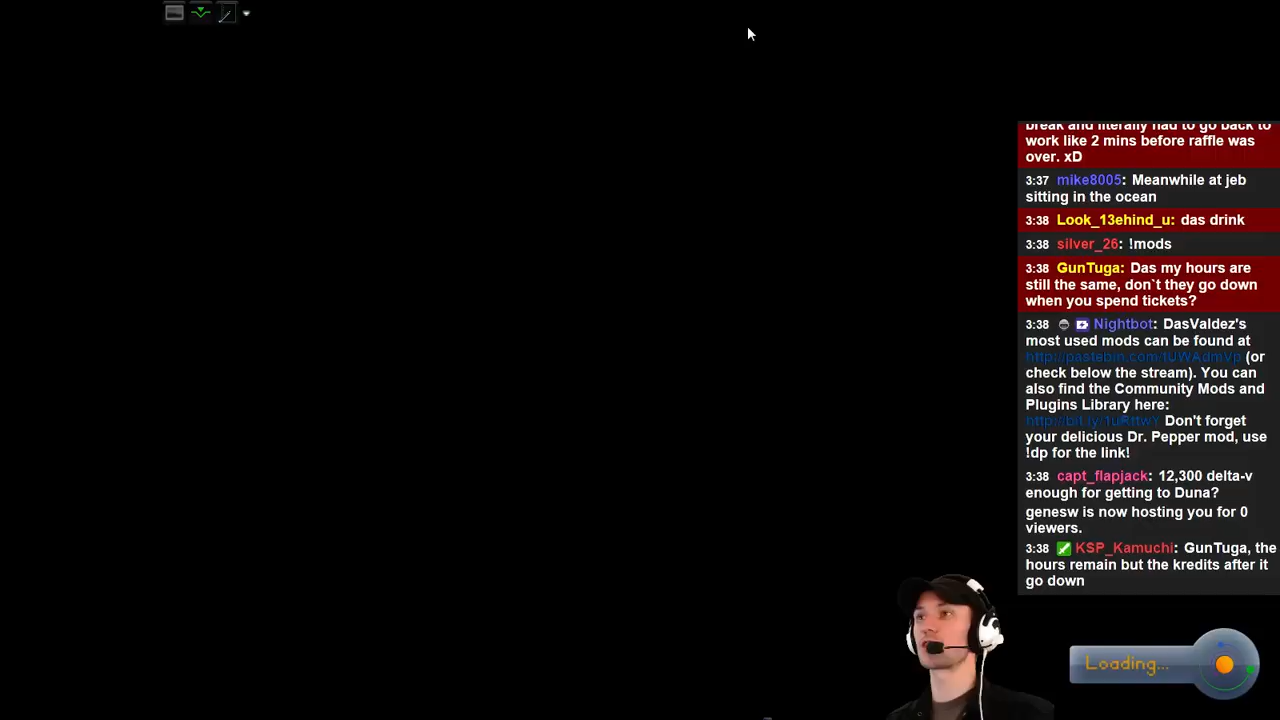 break and literally had to go back to
work like 2 mins before raffle was
over. xD
3:37 mike8005: Meanwhile at jeb
sitting in the ocean
3:38 Look_13ehind_u: das drink
3:38 silver_26: !mods
3:38 GunTuga: Das my hours are
still the same, don`t they go down
when you spend tickets?
3:38 Nightbot: DasValdez's
most used mods can be found at
http://pastebin.com/fUWAdmVp (or
check below the stream). You can
also find the Community Mods and
Plugins Library here:
Don't forget
your delicious Dr. Pepper mod, use
!dp for the link!
3:38 capt_flapjack: 12,300 delta-v
enough for getting to Duna?
genesw is now hosting you for 0
viewers.
3:38 KSP_Kamuchi: GunTuga, the
hours remain but the kredits after it
go down
Loading...